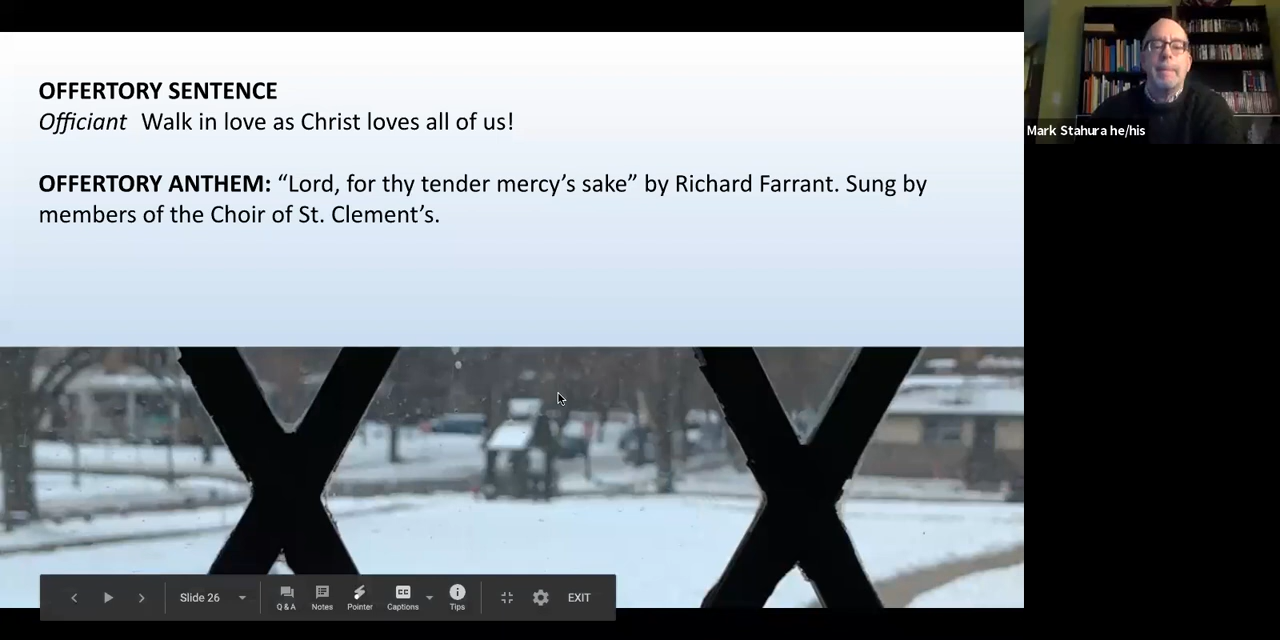 OFFERTORY SENTENCE
Officiant Walk in love as Christ loves all of us!
OFFERTORY ANTHEM: “Lord, for thy tender mercy’s sake” by Richard Farrant. Sung by
members of the Choir of St. Clement’s.
Mark Stahura he/his
Slide 26
Q & A
Notes
Pointer
CC
Captions
Tips
EXIT